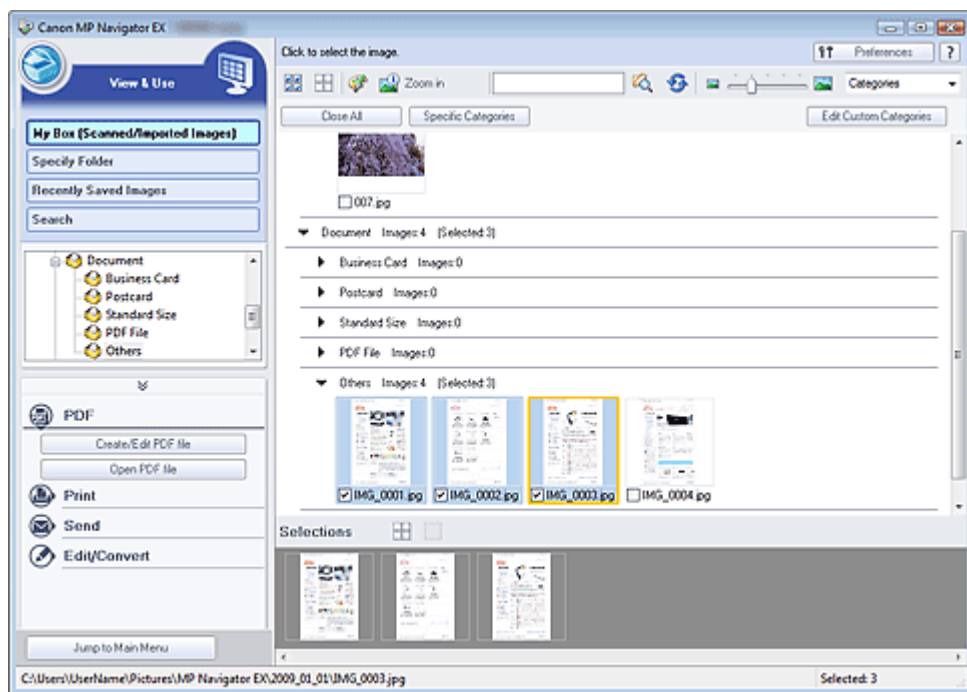 Canon MP Navigator EX
View & Use
My Box (Scanned/Imported Images)
Specify Folder
Recently Saved Images
Search
Document
Business Card
Postcard
Standard Size
PDF File
Others
PDF
Create/Edit PDF file
Open PDF file
Print
Send
Edit/Convert
Jump to Main Menu
Click to select the image.
Preferences
?
Zoom in
Categories
Close All
Specific Categories
Edit Custom Categories
007.jpg
Document Images:4 (Selected:3)
Business Card Images:0
Postcard Images:0
Standard Size Images:0
PDF File Images:0
Others Images:4 (Selected:3)
IMG_0001.jpg IMG_0002.jpg IMG_0003.jpg IMG_0004.jpg
Selections
C:\Users\UserName\Pictures\MP Navigator EX\2009_01_01\IMG_0003.jpg
Selected: 3